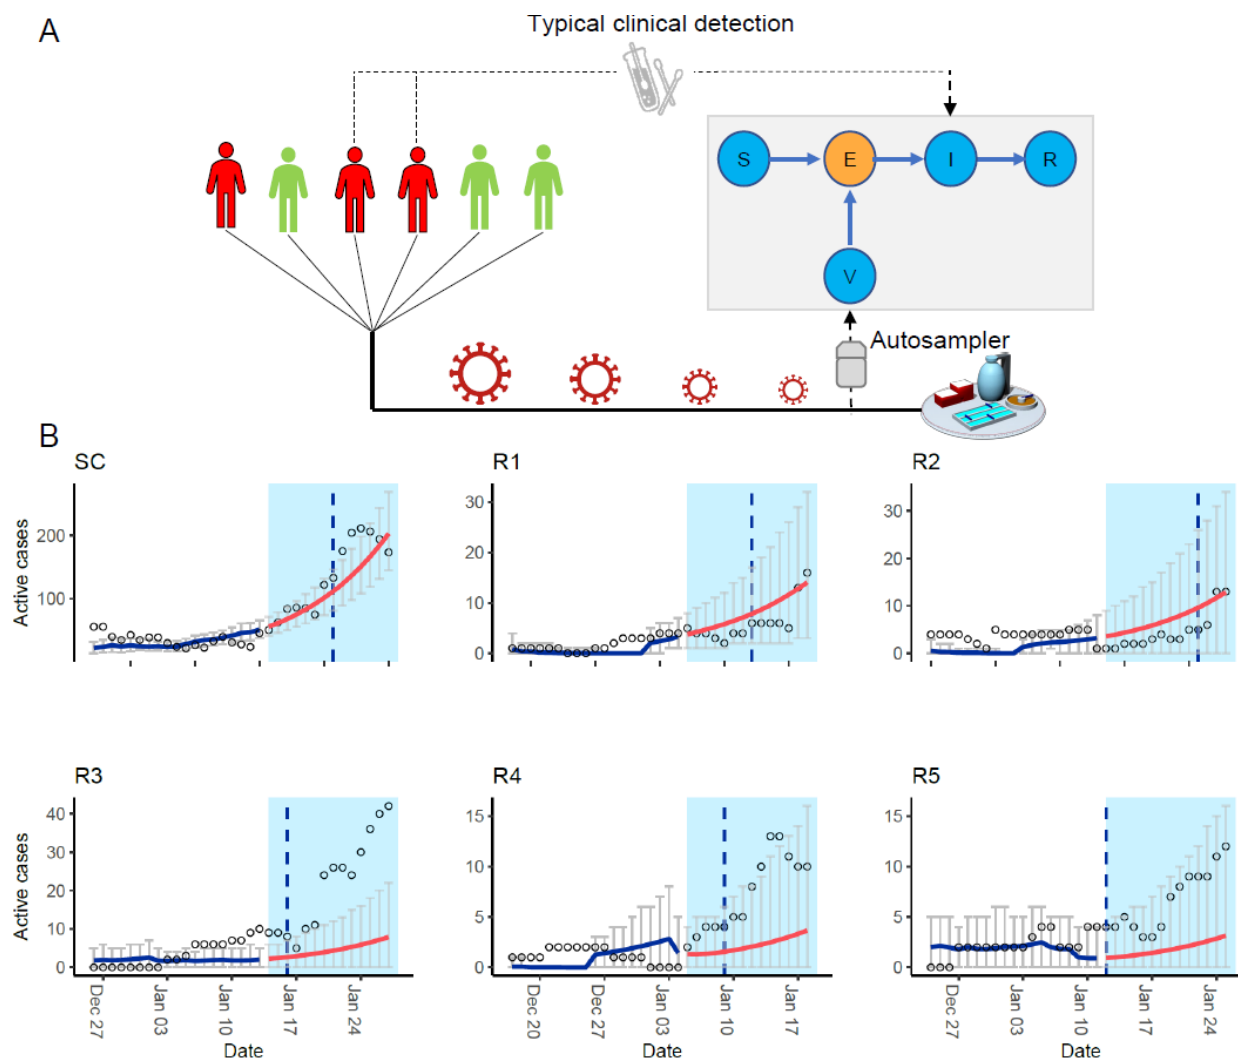 A
Typical clinical detection
S
E
I
R
V
Autosampler
B
SC
R1
R2
Active cases
200
100
30
20
10
0
30
20
10
0
R3
R4
R5
Active cases
40
30
20
10
0
15
10
5
0
15
10
5
0
Dec 27
Jan 03
Jan 10
Jan 17
Jan 24
Dec 20
Dec 27
Jan 03
Jan 10
Jan 17
Dec 27
Jan 03
Jan 10
Jan 17
Jan 24
Date
Date
Date